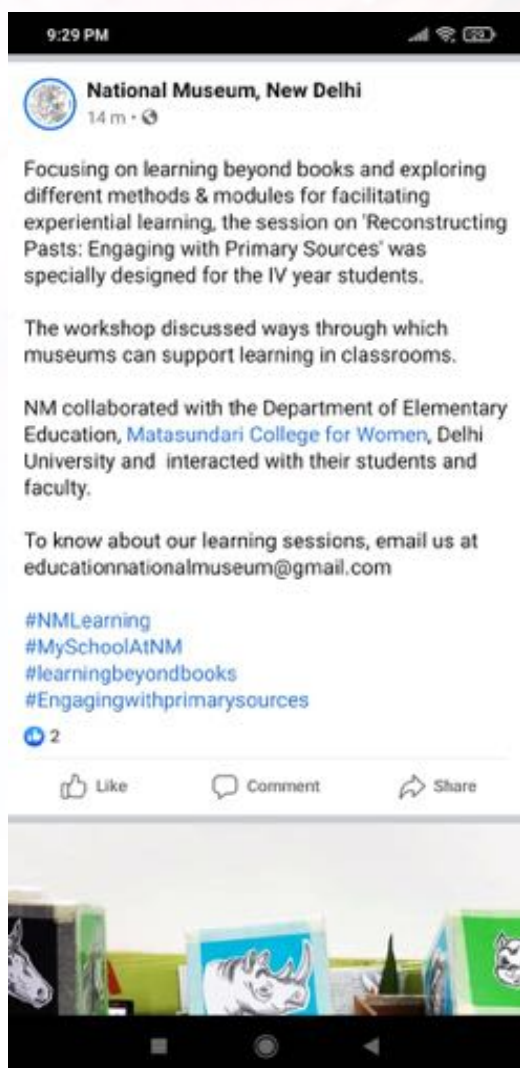 9:29 PM
National Museum, New Delhi
14 m
Focusing on learning beyond books and exploring
different methods & modules for facilitating
experiential learning, the session on 'Reconstructing
Pasts: Engaging with Primary Sources' was
specially designed for the IV year students.
The workshop discussed ways through which
museums can support learning in classrooms.
NM collaborated with the Department of Elementary
Education, Matasundari College for Women, Delhi
University and interacted with their students and
faculty.
To know about our learning sessions, email us at
educationnationalmuseum@gmail.com
#NMLearning
#MySchoolAtNM
#learningbeyondbooks
#Engagingwithprimarysources
2
Like Comment Share